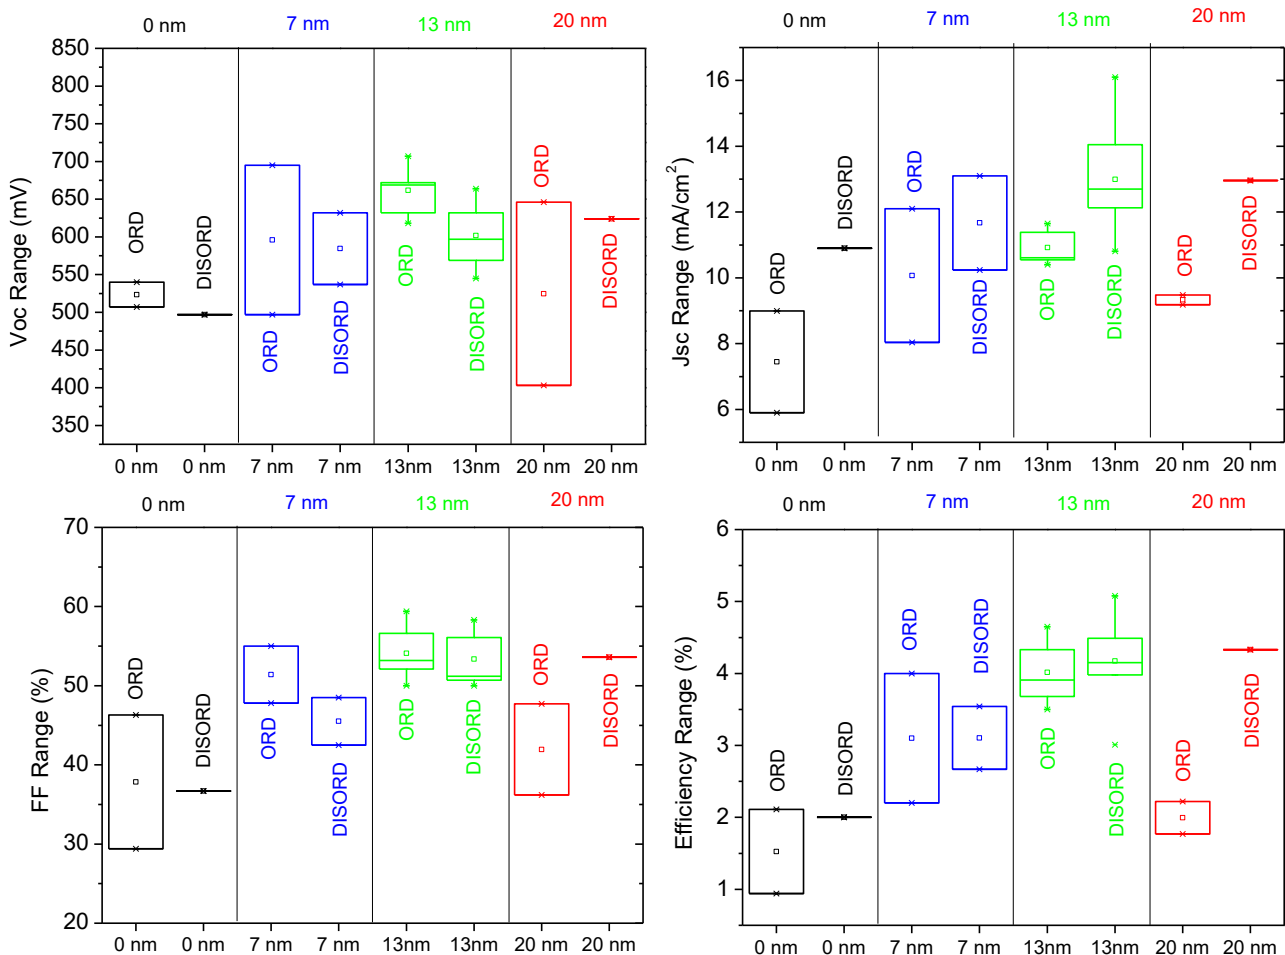 0 nm 7 nm 13 nm 20 nm
850
800
750
700
650
600
550
500
450
400
350
Voc Range (mV)
ORD
DISORD
ORD
DISORD
ORD
DISORD
ORD
DISORD
0 nm 0 nm 7 nm 7 nm 13nm 13nm 20 nm 20 nm
0 nm 7 nm 13 nm 20 nm
16
14
12
10
8
6
Jsc Range (mA/cm²)
ORD
DISORD
ORD
DISORD
ORD
DISORD
ORD
DISORD
0 nm 0 nm 7 nm 7 nm 13nm 13nm 20 nm 20 nm
0 nm 7 nm 13 nm 20 nm
70
60
50
40
30
20
FF Range (%)
ORD
DISORD
ORD
DISORD
ORD
DISORD
ORD
DISORD
0 nm 0 nm 7 nm 7 nm 13nm 13nm 20 nm 20 nm
0 nm 7 nm 13 nm 20 nm
6
5
4
3
2
1
Efficiency Range (%)
ORD
DISORD
ORD
DISORD
ORD
DISORD
ORD
DISORD
0 nm 0 nm 7 nm 7 nm 13nm 13nm 20 nm 20 nm